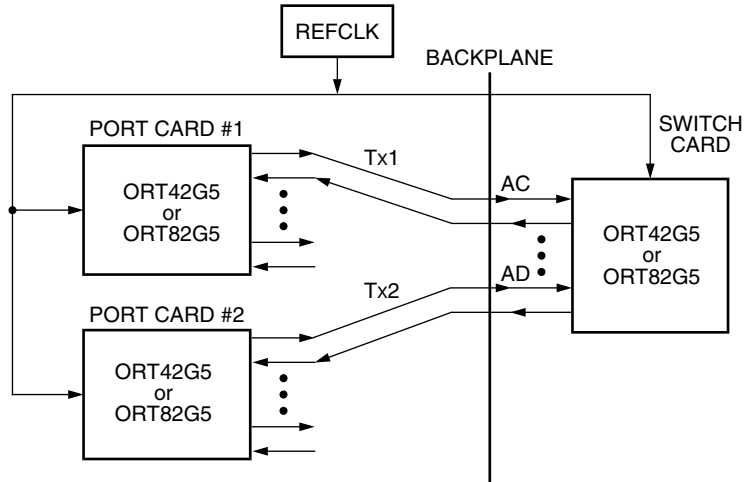 REFCLK
BACKPLANE
PORT CARD #1
SWITCH
CARD
Tx1
AC
ORT42G5
or
ORT82G5
ORT42G5
or
ORT82G5
Tx2
AD
PORT CARD #2
ORT42G5
or
ORT82G5